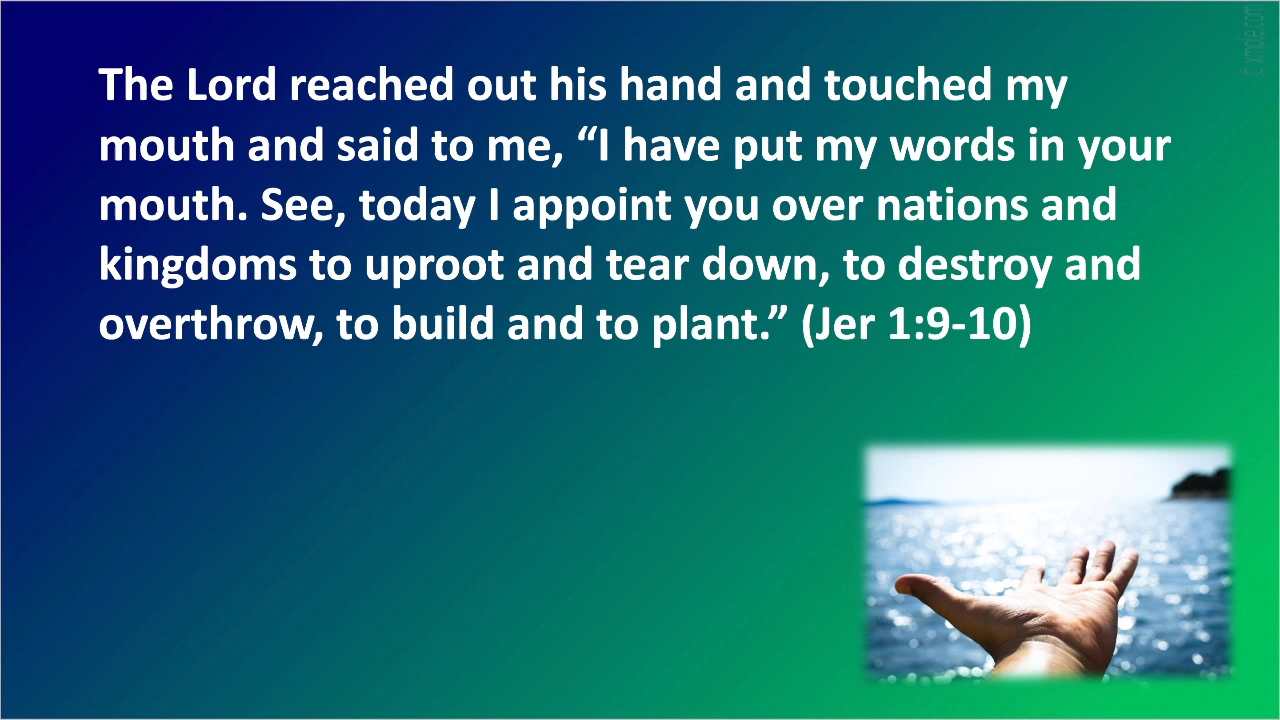 The Lord reached out his hand and touched my
mouth and said to me, “I have put my words in your
mouth. See, today I appoint you over nations and
kingdoms to uproot and tear down, to destroy and
overthrow, to build and to plant.” (Jer 1:9-10)